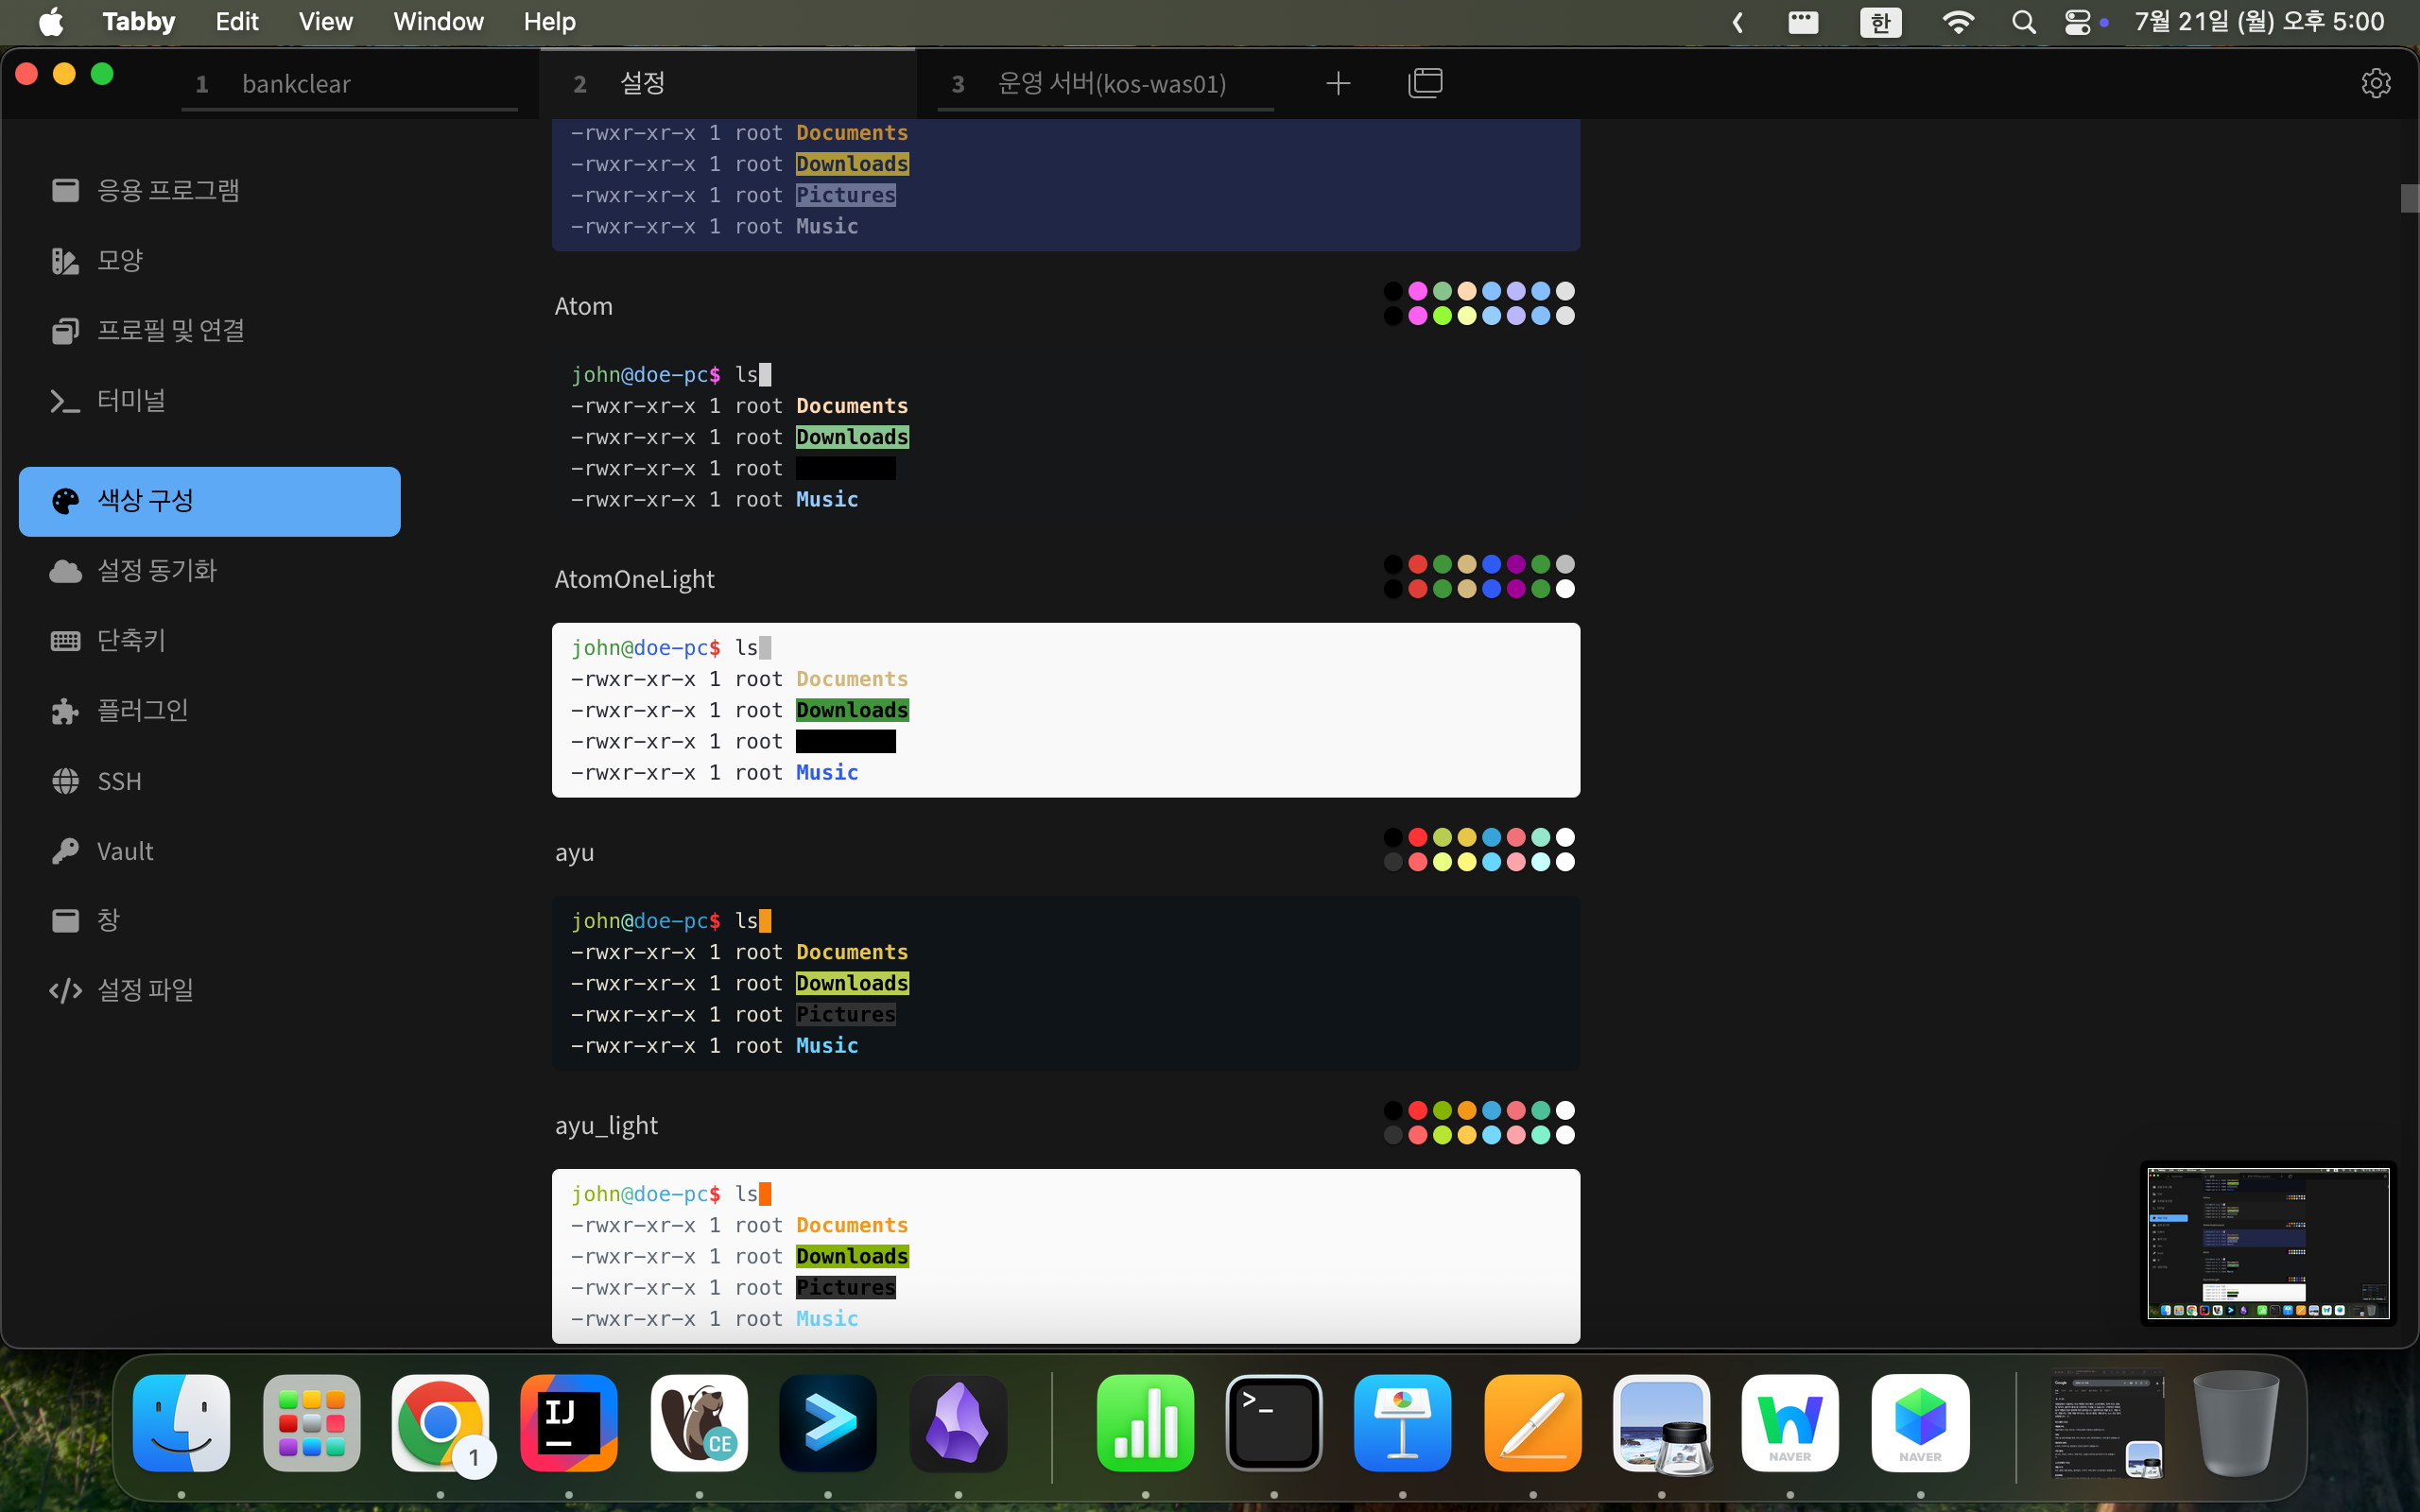 Tabby Edit View Window Help 한 7월 21일 (월) 오후 5:00
1 bankclear 2 설정 3 운영 서버(kos-was01)
응용 프로그램
모양
프로필 및 연결
터미널
색상 구성
설정 동기화
단축키
플러그인
SSH
Vault
창
설정 파일
-rwxr-xr-x 1 root Documents
-rwxr-xr-x 1 root Downloads
-rwxr-xr-x 1 root Pictures
-rwxr-xr-x 1 root Music
Atom
john@doe-pc$ ls
-rwxr-xr-x 1 root Documents
-rwxr-xr-x 1 root Downloads
-rwxr-xr-x 1 root
-rwxr-xr-x 1 root Music
AtomOneLight
john@doe-pc$ ls
-rwxr-xr-x 1 root Documents
-rwxr-xr-x 1 root Downloads
-rwxr-xr-x 1 root
-rwxr-xr-x 1 root Music
ayu
john@doe-pc$ ls
-rwxr-xr-x 1 root Documents
-rwxr-xr-x 1 root Downloads
-rwxr-xr-x 1 root Pictures
-rwxr-xr-x 1 root Music
ayu_light
john@doe-pc$ ls
-rwxr-xr-x 1 root Documents
-rwxr-xr-x 1 root Downloads
-rwxr-xr-x 1 root Pictures
-rwxr-xr-x 1 root Music
1
IJ
CE
>_
NAVER
NAVER